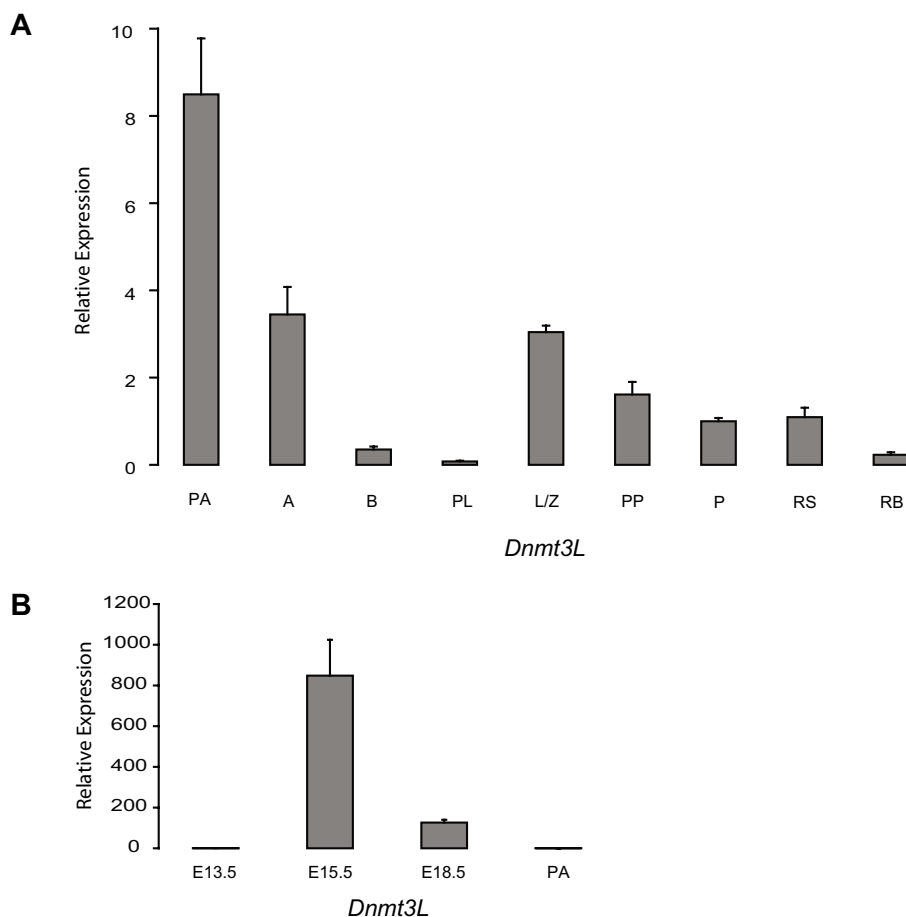 A
Relative Expression
10
8
6
4
2
0
PA A B PL L/Z PP P RS RB
Dnmt3L
B
Relative Expression
1200
1000
800
600
400
200
0
E13.5 E15.5 E18.5 PA
Dnmt3L